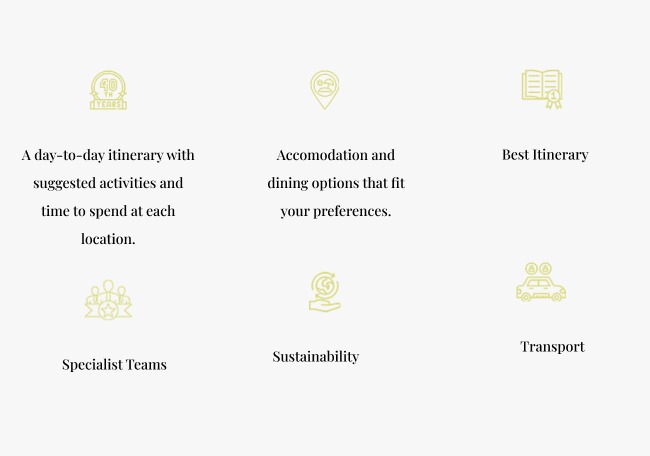 40
TH
YEARS
A day-to-day itinerary with
suggested activities and
time to spend at each
location.
Accomodation and
dining options that fit
your preferences.
1
Best Itinerary
Specialist Teams
Sustainability
Transport